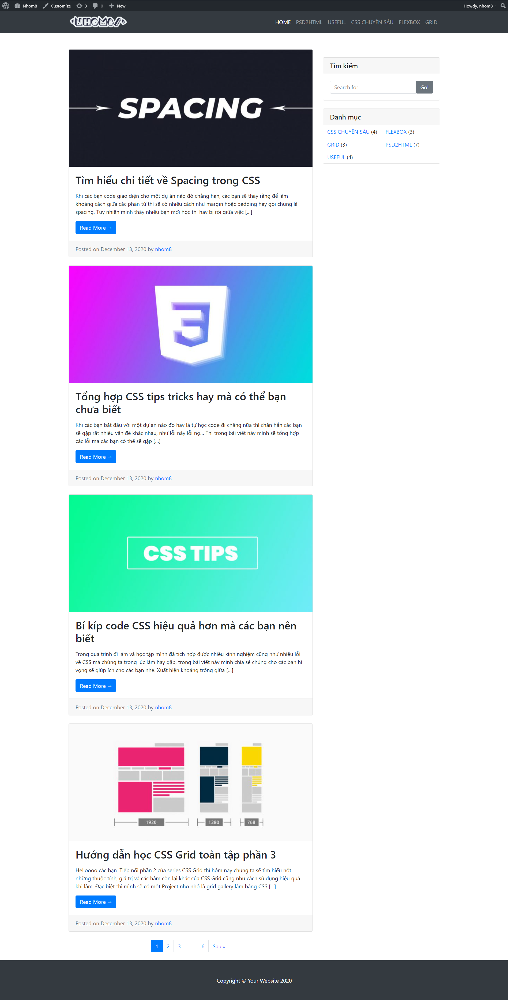 Nhom8 Customize 3 0 New Howdy, nhom8
<NHOM8/> HOME PSD2HTML USEFUL CSS CHUYÊN SÂU FLEXBOX GRID
SPACING
Tìm hiểu chi tiết về Spacing trong CSS
Khi các bạn code giao diện cho một dự án nào đó chẳng hạn, các bạn sẽ thấy rằng để làm
khoảng cách giữa các phần tử thì sẽ có nhiều cách như margin hoặc padding hay gọi chung là
spacing. Tuy nhiên mình thấy nhiều bạn mới học thì hay bị rối giữa việc […]
Read More →
Posted on December 13, 2020 by nhom8
Tổng hợp CSS tips tricks hay mà có thể bạn
chưa biết
Khi các bạn bắt đầu với một dự án nào đó hay là tự học code đi chăng nữa thì chắn hẳn các bạn
sẽ gặp rất nhiều vấn đề khác nhau, như lỗi này lỗi nọ… Thì trong bài viết này mình sẽ tổng hợp
các lỗi mà các bạn có thể sẽ gặp […]
Read More →
Posted on December 13, 2020 by nhom8
CSS TIPS
Bí kíp code CSS hiệu quả hơn mà các bạn nên
biết
Trong quá trình đi làm và học tập mình đã tích hợp được nhiều kinh nghiệm cũng như nhiều lỗi
về CSS mà chúng ta trong lúc làm hay gặp, trong bài viết này mình chia sẻ chúng cho các bạn hi
vọng sẽ giúp ích cho các bạn nhé. Xuất hiện khoảng trống giữa […]
Read More →
Posted on December 13, 2020 by nhom8
1920 1280 768
Hướng dẫn học CSS Grid toàn tập phần 3
Helloooo các bạn. Tiếp nối phần 2 của series CSS Grid thì hôm nay chúng ta sẽ tìm hiểu nốt
những thuộc tính, giá trị và các hàm còn lại khác của CSS Grid cũng như cách sử dụng hiệu quả
khi làm. Đặc biệt thì mình sẽ có một Project nho nhỏ là grid gallery làm bằng CSS […]
Read More →
Posted on December 13, 2020 by nhom8
1 2 3 … 6 Sau »
Tìm kiếm
Search for... Go!
Danh mục
CSS CHUYÊN SÂU (4) FLEXBOX (3)
GRID (3) PSD2HTML (7)
USEFUL (4)
Copyright © Your Website 2020